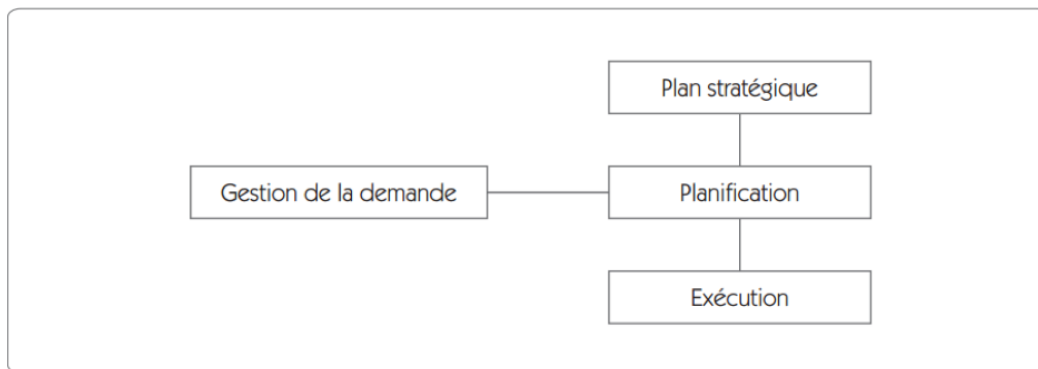 Plan stratégique
Gestion de la demande
Planification
Exécution